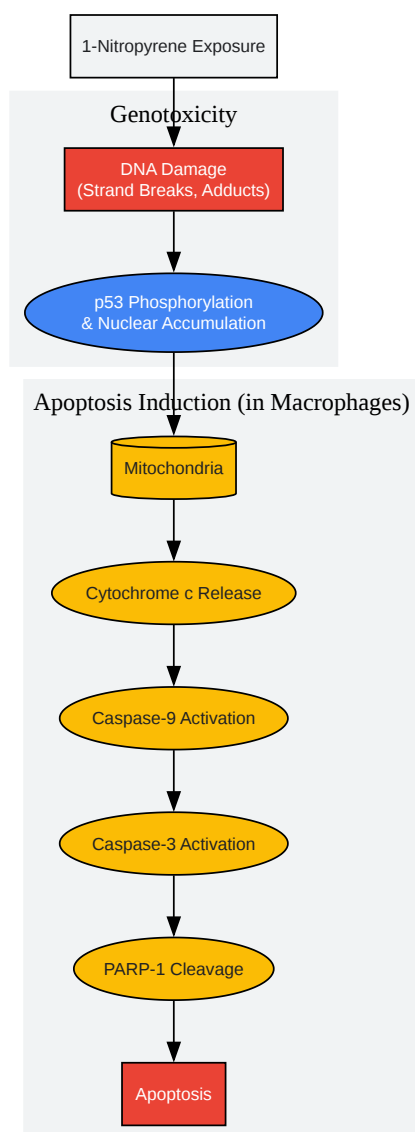 1-Nitropyrene Exposure
Genotoxicity
DNA Damage
(Strand Breaks, Adducts)
p53 Phosphorylation
& Nuclear Accumulation
Apoptosis Induction (in Macrophages)
Mitochondria
Cytochrome c Release
Caspase-9 Activation
Caspase-3 Activation
PARP-1 Cleavage
Apoptosis